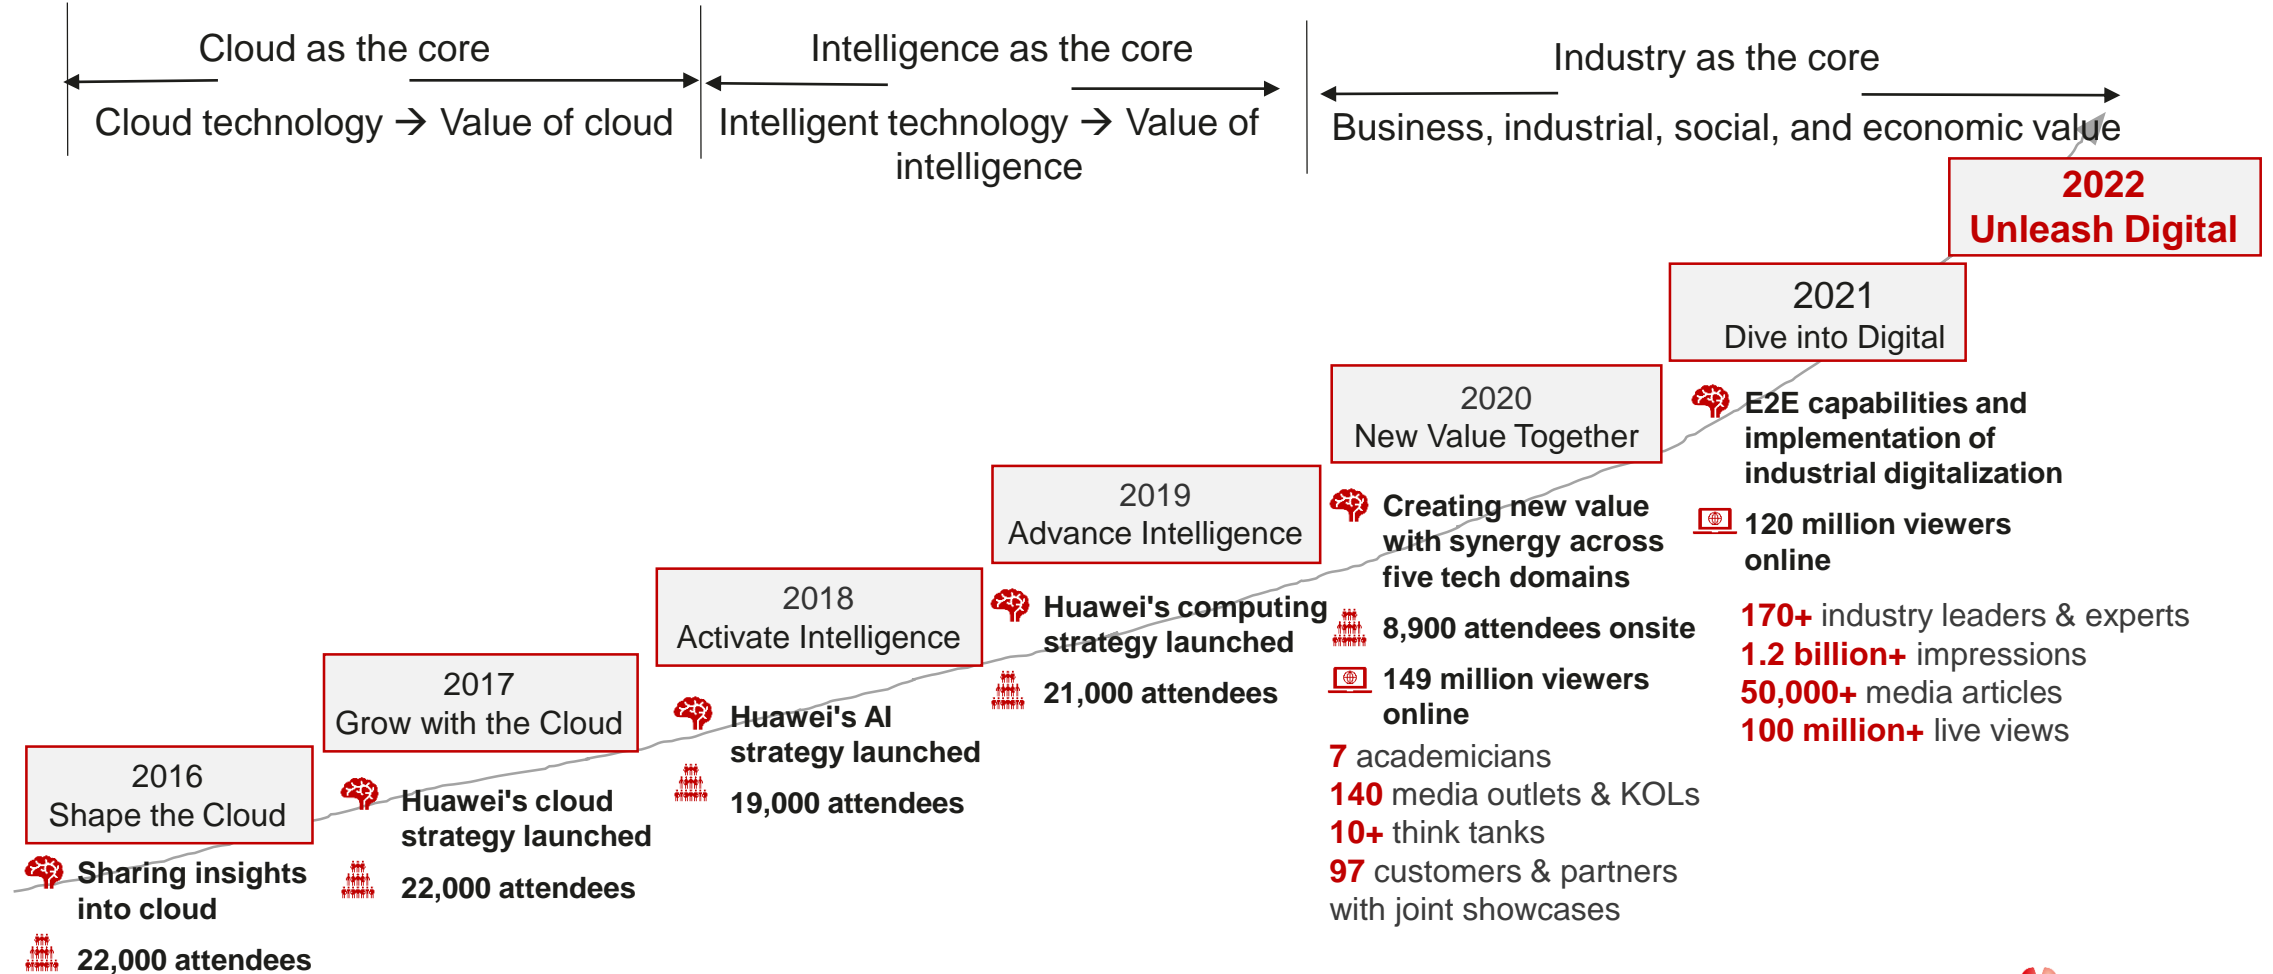 Cloud as the core
Cloud technology → Value of cloud
Intelligence as the core
Intelligent technology → Value of
intelligence
Industry as the core
Business, industrial, social, and economic value
2016
Shape the Cloud
Sharing insights
into cloud
22,000 attendees
2017
Grow with the Cloud
Huawei's cloud
strategy launched
22,000 attendees
2018
Activate Intelligence
Huawei's AI
strategy launched
19,000 attendees
2019
Advance Intelligence
Huawei's computing
strategy launched
21,000 attendees
2020
New Value Together
Creating new value
with synergy across
five tech domains
8,900 attendees onsite
149 million viewers
online
7 academicians
140 media outlets & KOLs
10+ think tanks
97 customers & partners
with joint showcases
2021
Dive into Digital
E2E capabilities and
implementation of
industrial digitalization
120 million viewers
online
170+ industry leaders & experts
1.2 billion+ impressions
50,000+ media articles
100 million+ live views
2022
Unleash Digital